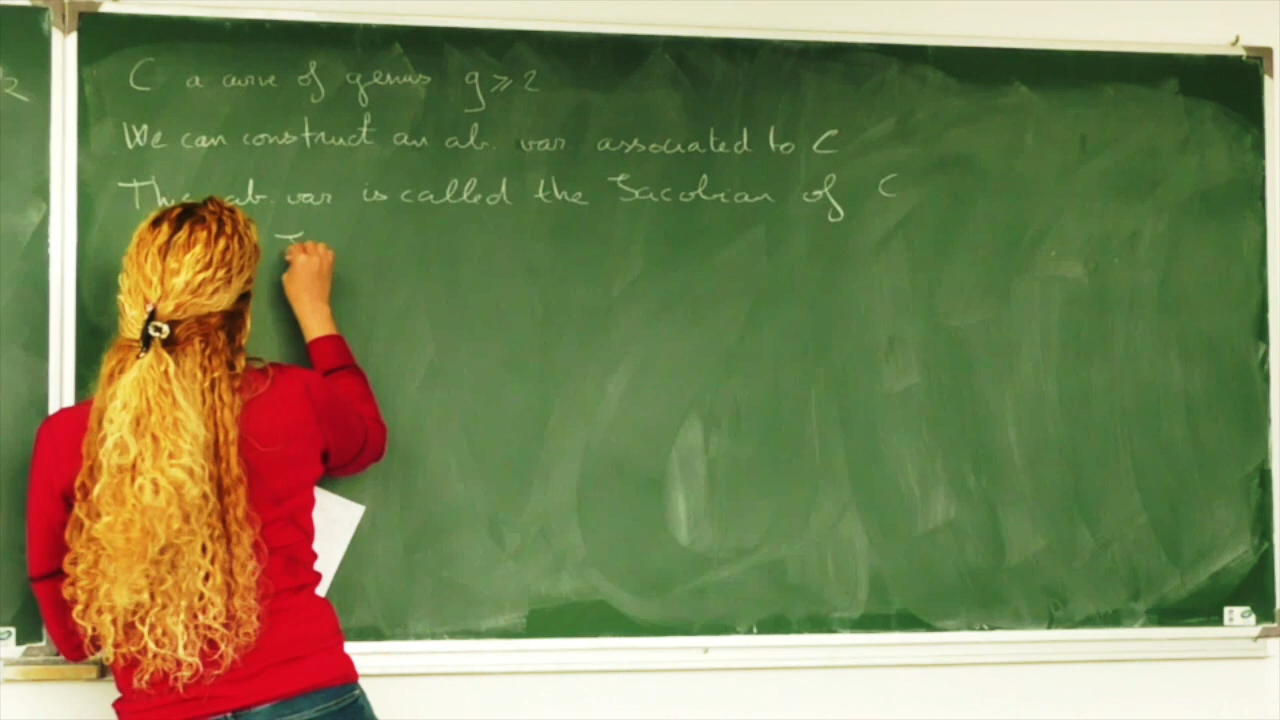 C a curve of genus g ⩾ 2
We can construct an ab. var associated to C
ab. var is called the Jacobian of C
J